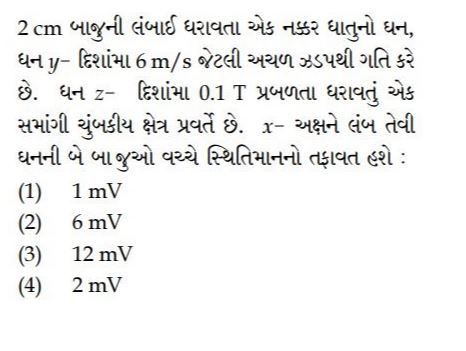 2 cm બાજુની લંબાઈ ધરાવતા એક નક્કર ધાતુનો ઘન,
ધન y− દિશાંમા 6 m/s જેટલી અચળ ઝડપથી ગતિ કરે
છે. ધન z− દિશાંમા 0.1 T પ્રબળતા ધરાવતું એક
સમાંગી ચુંબકીય ક્ષેત્ર પ્રવર્તે છે. x− અક્ષને લંબ તેવી
ઘનની બે બાજુઓ વચ્ચે સ્થિતિમાનનો તફાવત હશે :
(1) 1 mV
(2) 6 mV
(3) 12 mV
(4) 2 mV